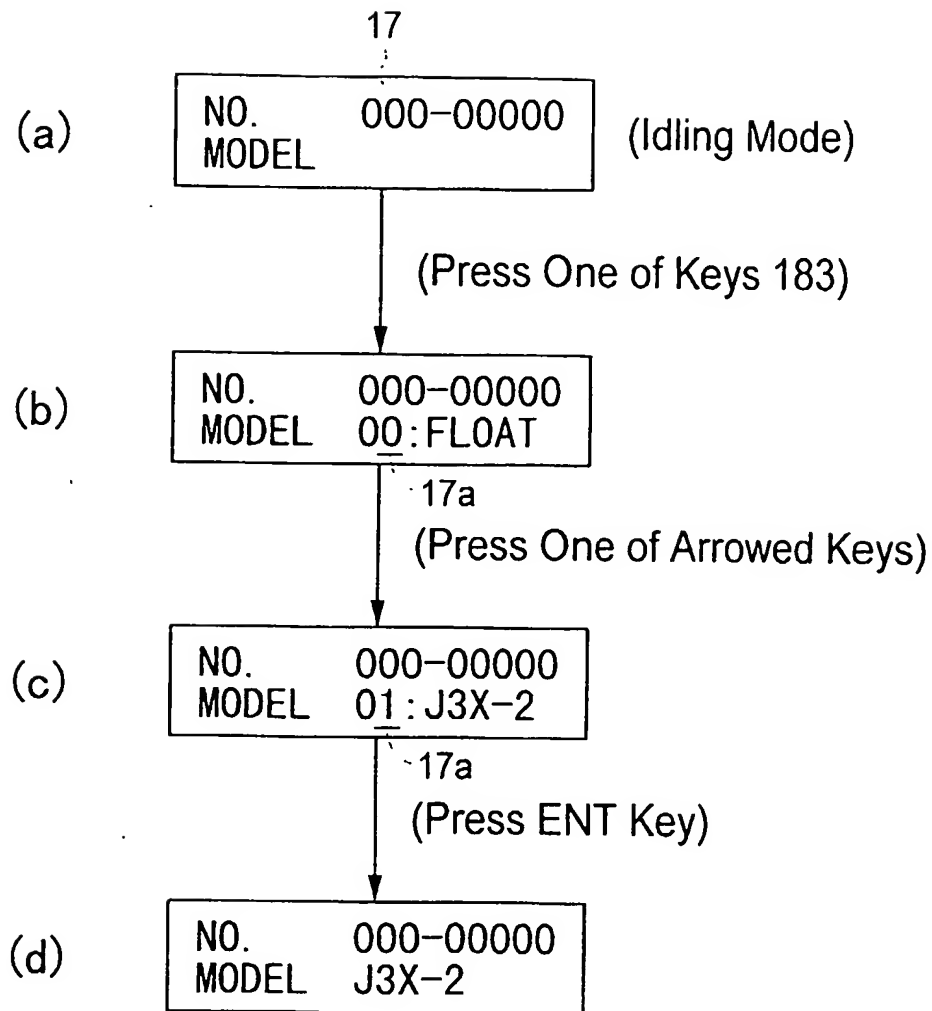 17
(a)
NO. 000-00000
MODEL
(Idling Mode)
(Press One of Keys 183)
(b)
NO. 000-00000
MODEL 00:FLOAT
17a
(Press One of Arrowed Keys)
(c)
NO. 000-00000
MODEL 01:J3X-2
17a
(Press ENT Key)
(d)
NO. 000-00000
MODEL J3X-2